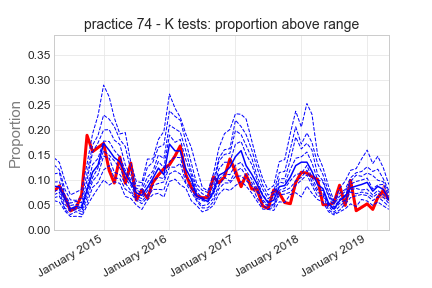 practice 74 - K tests: proportion above range
Proportion
0.35
0.30
0.25
0.20
0.15
0.10
0.05
0.00
January 2015
January 2016
January 2017
January 2018
January 2019